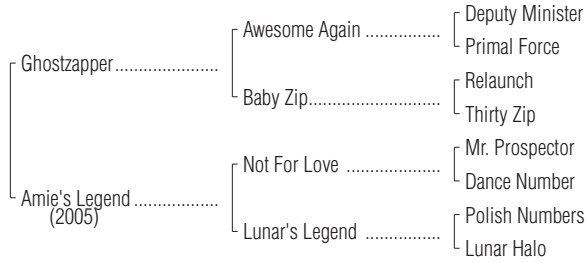 Deputy Minister
Awesome Again ..................
Primal Force
Ghostzapper.........................
Relaunch
Baby Zip................................
Thirty Zip
Mr. Prospector
Not For Love ......................
Dance Number
Amie's Legend ....................
(2005)
Polish Numbers
Lunar's Legend ..................
Lunar Halo